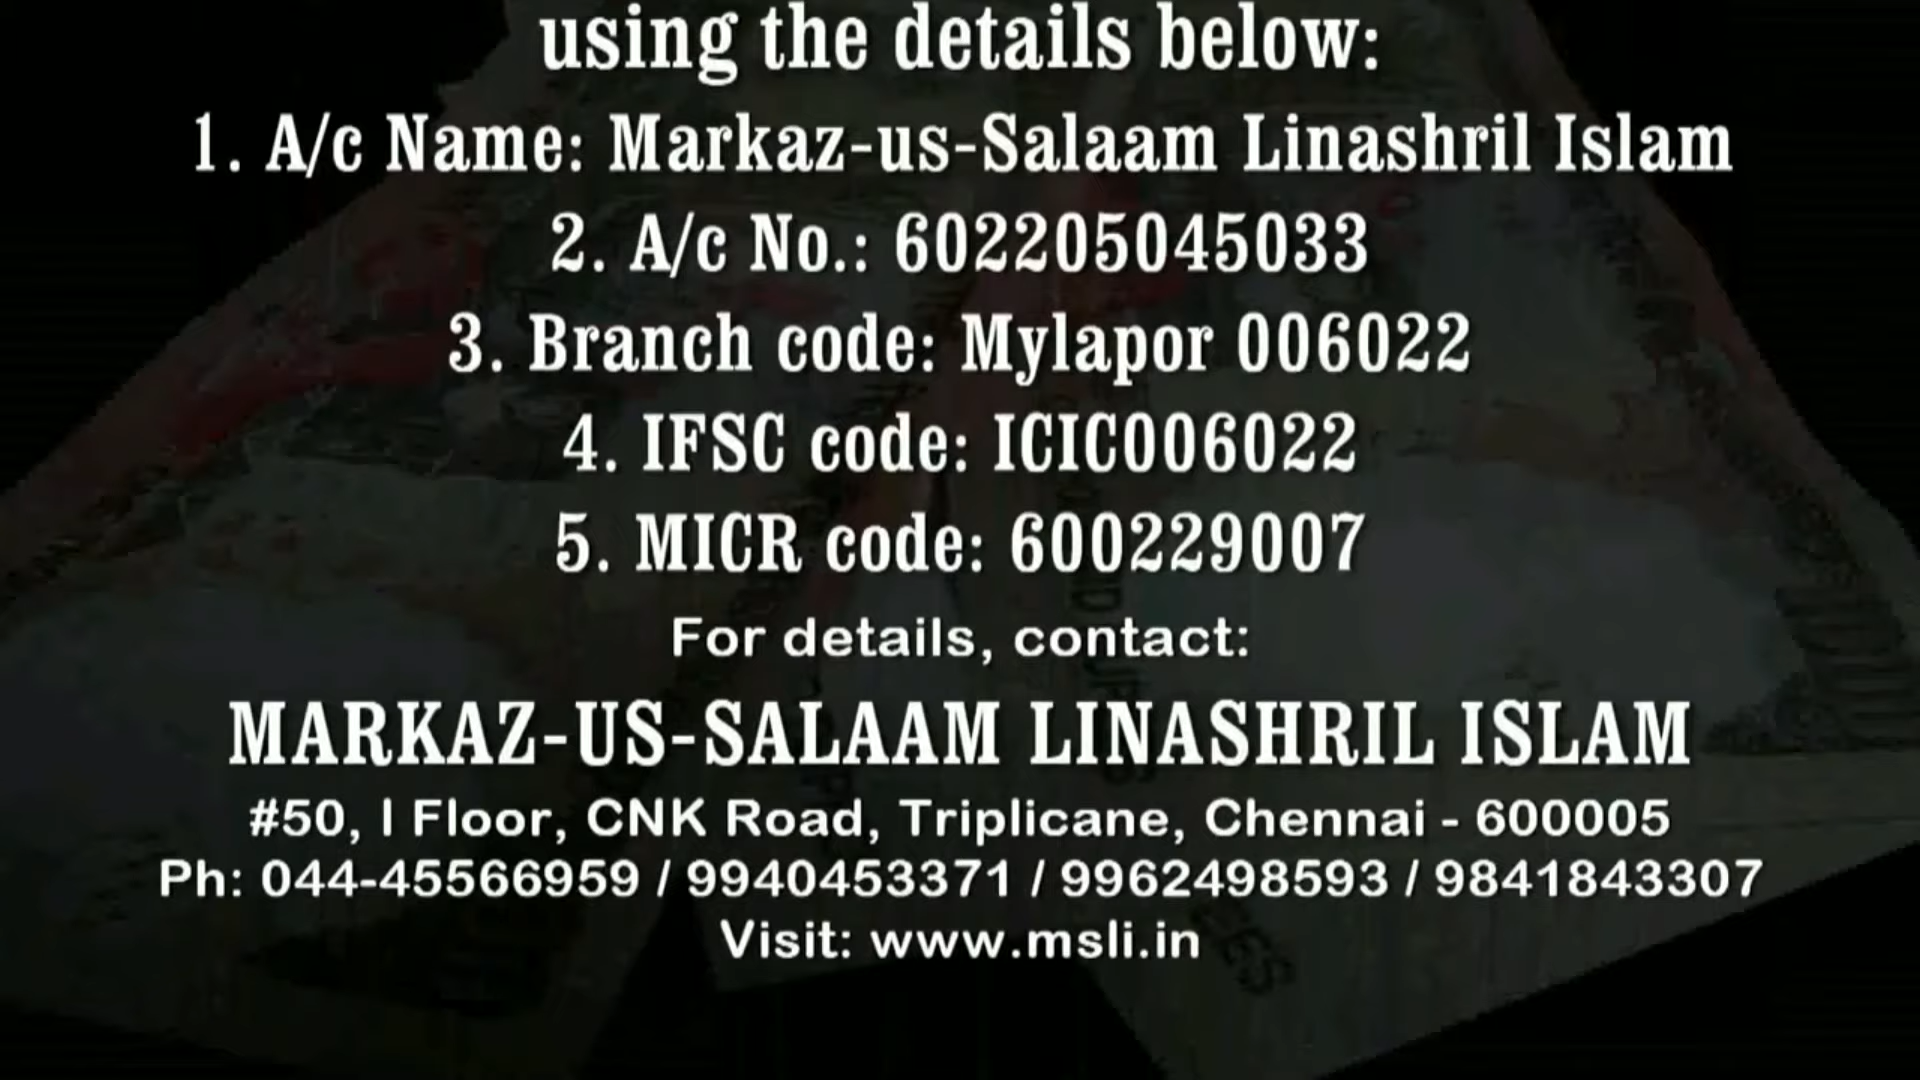 using the details below:
1. A/c Name: Markaz-us-Salaam Linashril Islam
2. A/c No.: 602205045033
3. Branch code: Mylapor 006022
4. IFSC code: ICIC006022
5. MICR code: 600229007
For details, contact:
MARKAZ-US-SALAAM LINASHRIL ISLAM
#50, I Floor, CNK Road, Triplicane, Chennai - 600005
Ph: 044-45566959 / 9940453371 / 9962498593 / 9841843307
Visit: www.msli.in